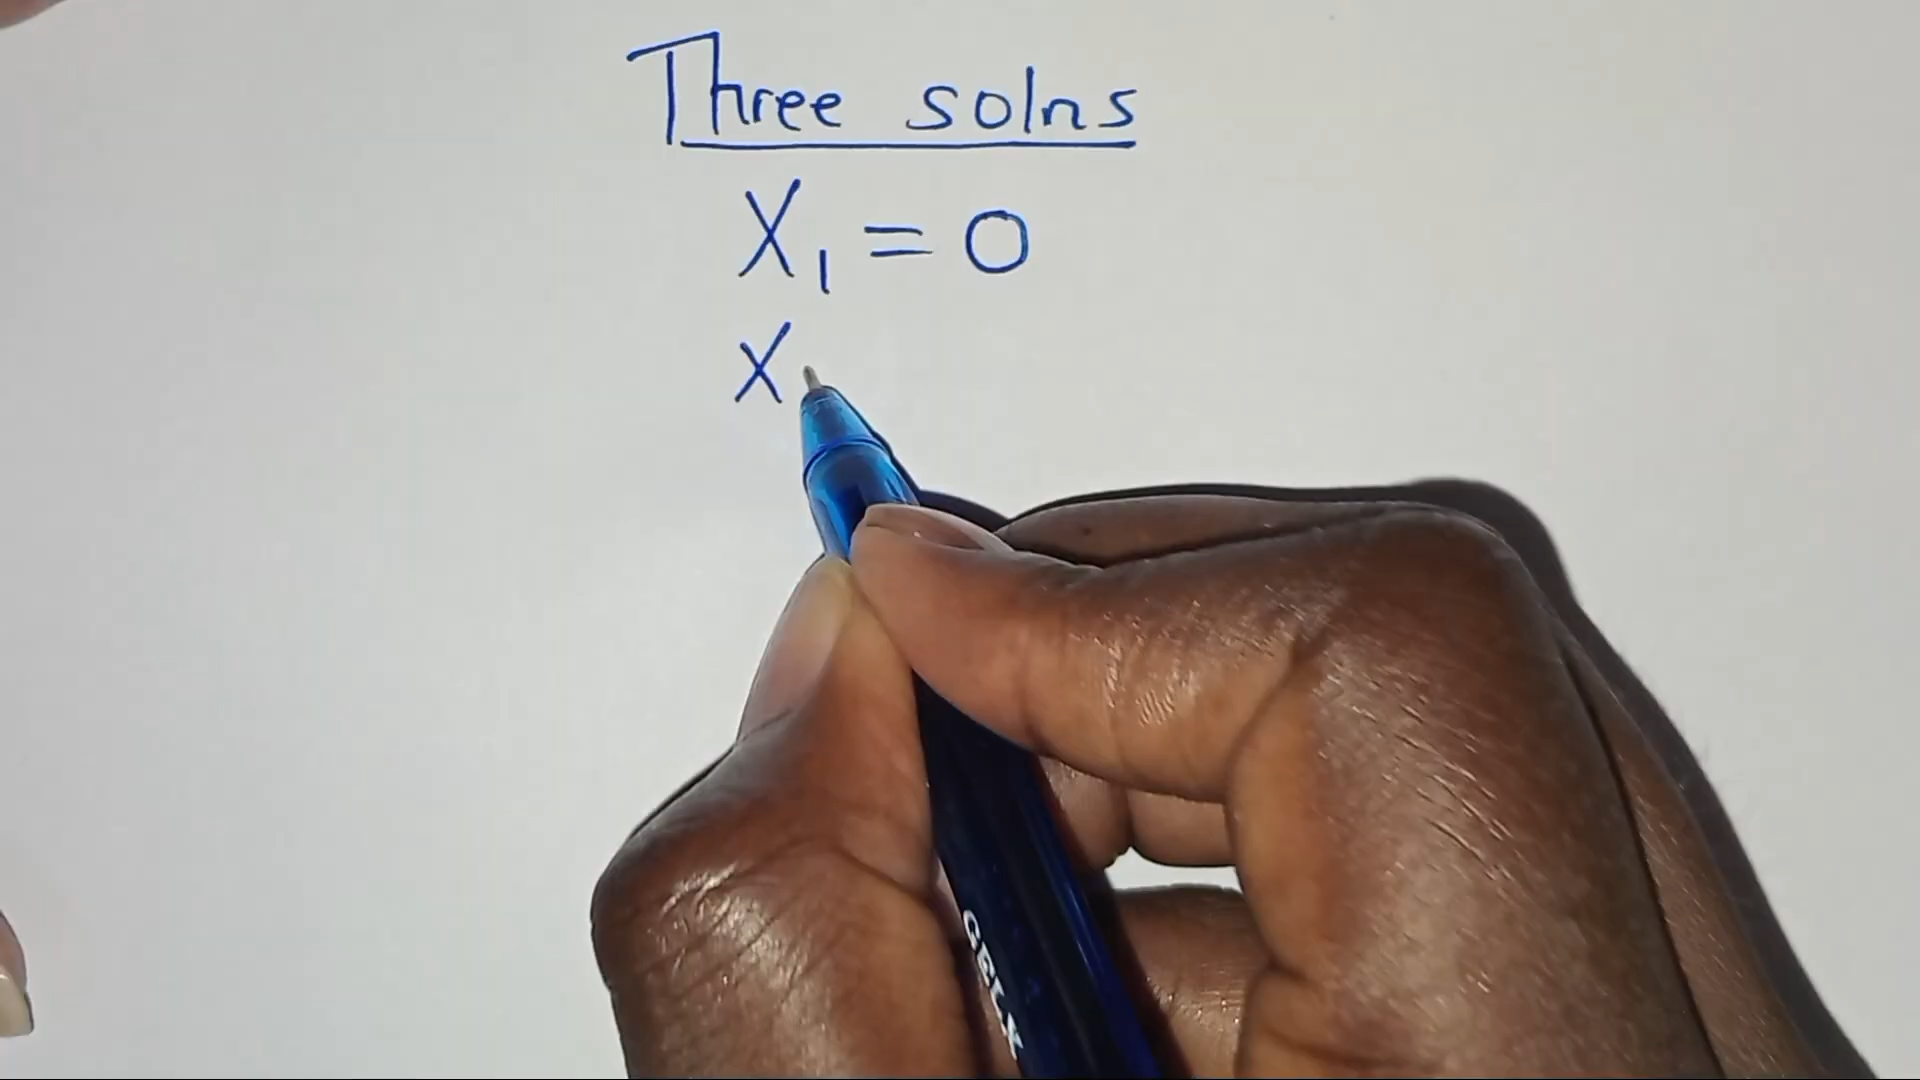 Three solns
X₁ = 0
X